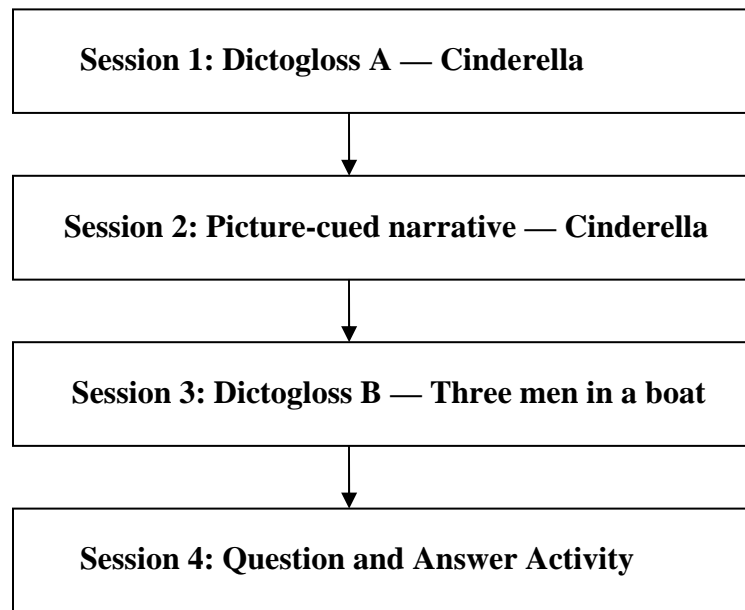 Session 1: Dictogloss A — Cinderella
Session 2: Picture-cued narrative — Cinderella
Session 3: Dictogloss B — Three men in a boat
Session 4: Question and Answer Activity